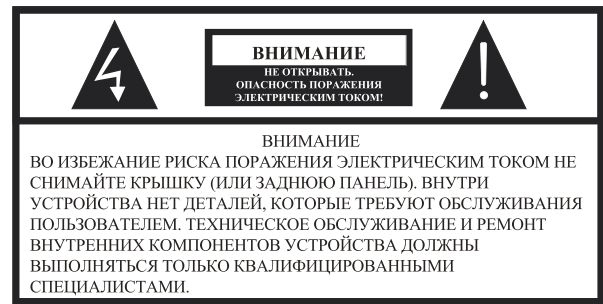 ВНИМАНИЕ
НЕ ОТКРЫВАТЬ.
ОПАСНОСТЬ ПОРАЖЕНИЯ
ЭЛЕКТРИЧЕСКИМ ТОКОМ!
ВНИМАНИЕ
ВО ИЗБЕЖАНИЕ РИСКА ПОРАЖЕНИЯ ЭЛЕКТРИЧЕСКИМ ТОКОМ НЕ
СНИМАЙТЕ КРЫШКУ (ИЛИ ЗАДНЮЮ ПАНЕЛЬ). ВНУТРИ
УСТРОЙСТВА НЕТ ДЕТАЛЕЙ, КОТОРЫЕ ТРЕБУЮТ ОБСЛУЖИВАНИЯ
ПОЛЬЗОВАТЕЛЕМ. ТЕХНИЧЕСКОЕ ОБСЛУЖИВАНИЕ И РЕМОНТ
ВНУТРЕННИХ КОМПОНЕНТОВ УСТРОЙСТВА ДОЛЖНЫ
ВЫПОЛНЯТЬСЯ ТОЛЬКО КВАЛИФИЦИРОВАННЫМИ
СПЕЦИАЛИСТАМИ.